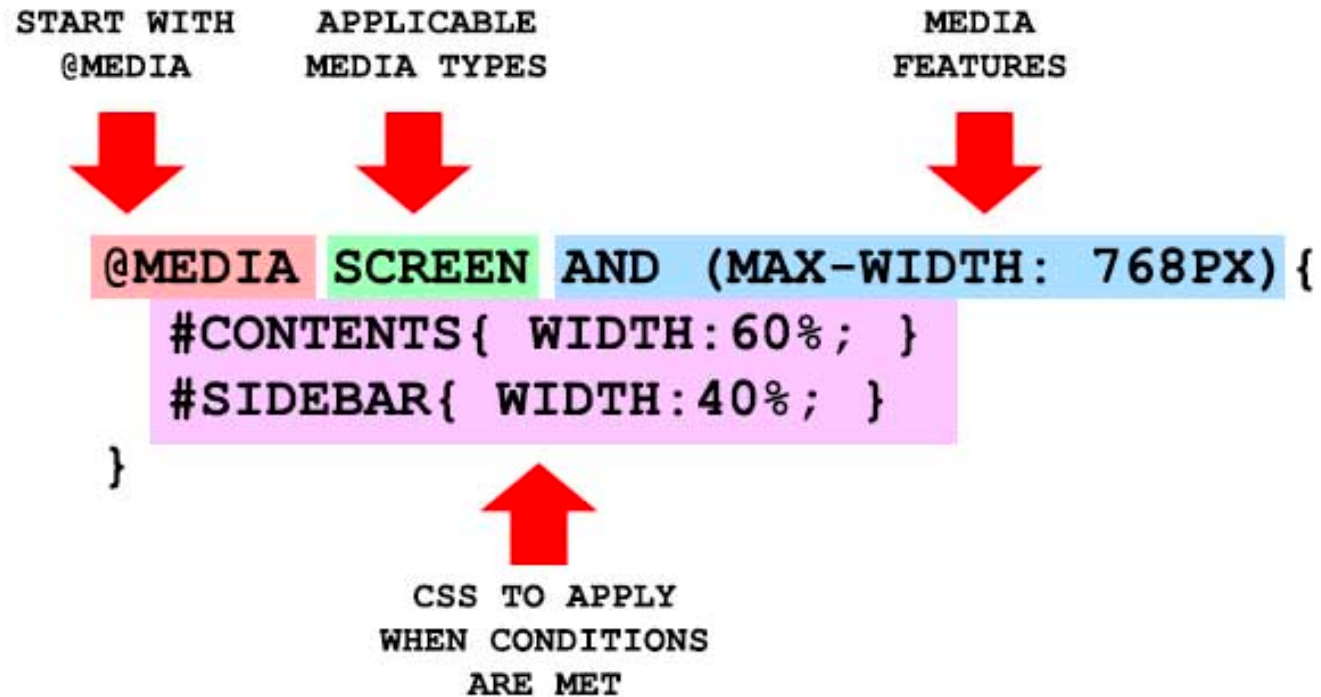 START WITH
@MEDIA
APPLICABLE
MEDIA TYPES
MEDIA
FEATURES
@MEDIA SCREEN AND (MAX-WIDTH: 768PX){
#CONTENTS{ WIDTH:60%; }
#SIDEBAR{ WIDTH:40%; }
}
CSS TO APPLY
WHEN CONDITIONS
ARE MET